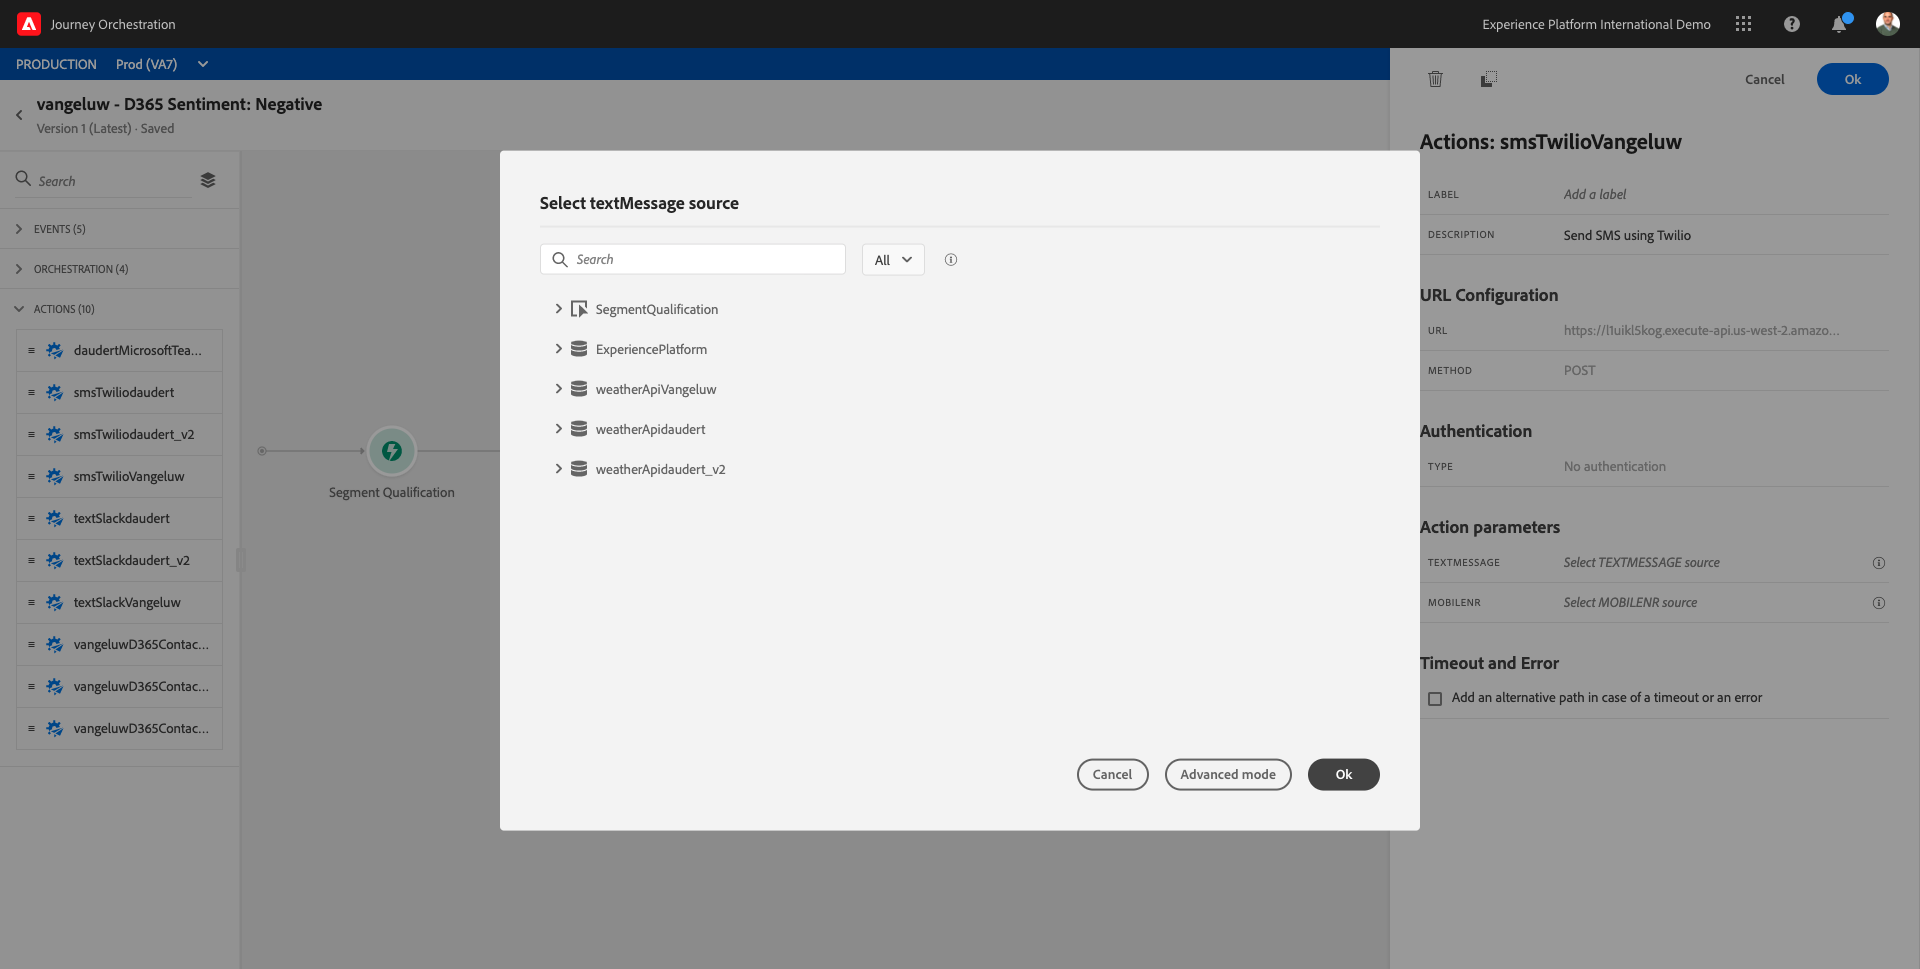 Journey Orchestration
Experience Platform International Demo
PRODUCTION Prod (VA7)
vangeluw - D365 Sentiment: Negative
Version 1 (Latest) · Saved
Search
EVENTS (5)
ORCHESTRATION (4)
ACTIONS (10)
daudertMicrosoftTea...
smsTwiliodaudert
smsTwiliodaudert_v2
smsTwilioVangeluw
textSlackdaudert
textSlackdaudert_v2
textSlackVangeluw
vangeluwD365Contac...
vangeluwD365Contac...
vangeluwD365Contac...
Segment Qualification
Select textMessage source
Search
All
SegmentQualification
ExperiencePlatform
weatherApiVangeluw
weatherApidaudert
weatherApidaudert_v2
Cancel
Advanced mode
Ok
Cancel
Ok
Actions: smsTwilioVangeluw
LABEL Add a label
DESCRIPTION Send SMS using Twilio
URL Configuration
URL https://l1uikl5kog.execute-api.us-west-2.amazo...
METHOD POST
Authentication
TYPE No authentication
Action parameters
TEXTMESSAGE Select TEXTMESSAGE source
MOBILENR Select MOBILENR source
Timeout and Error
Add an alternative path in case of a timeout or an error